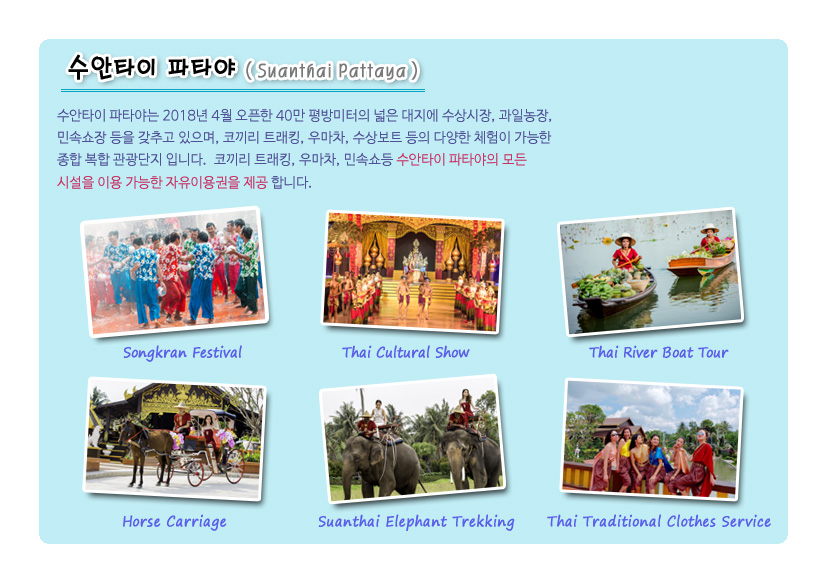 수안타이 파타야 (Suanthai Pattaya)
수안타이 파타야는 2018년 4월 오픈한 40만 평방미터의 넓은 대지에 수상시장, 과일농장,
민속쇼장 등을 갖추고 있으며, 코끼리 트래킹, 우마차, 수상보트 등의 다양한 체험이 가능한
종합 복합 관광단지 입니다. 코끼리 트래킹, 우마차, 민속쇼등 수안타이 파타야의 모든
시설을 이용 가능한 자유이용권을 제공 합니다.
Songkran Festival
Thai Cultural Show
Thai River Boat Tour
Horse Carriage
Suanthai Elephant Trekking
Thai Traditional Clothes Service